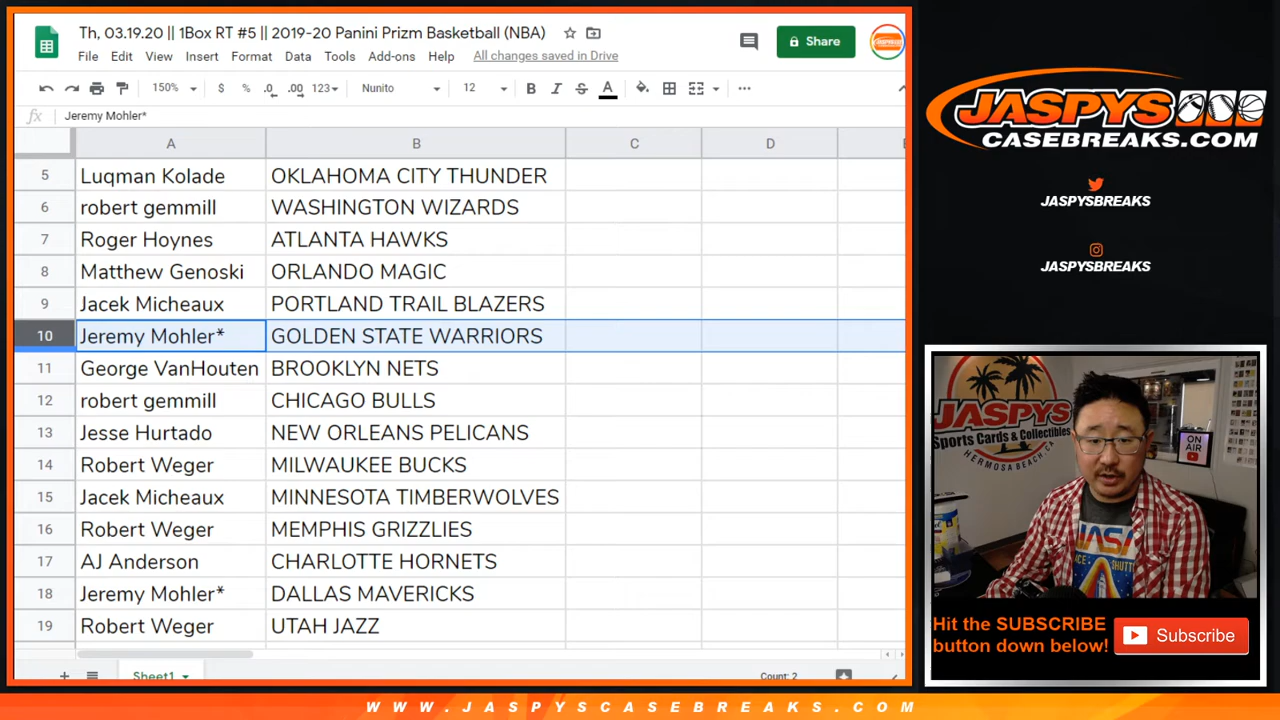 Th, 03.19.20 || 1Box RT #5 || 2019-20 Panini Prizm Basketball (NBA)
File Edit View Insert Format Data Tools Add-ons Help All changes saved in Drive
Share
150% $ % .0 .00 123 Nunito 12 B I S A
fx Jeremy Mohler*
A B C D E
5 Luqman Kolade OKLAHOMA CITY THUNDER
6 robert gemmill WASHINGTON WIZARDS
7 Roger Hoynes ATLANTA HAWKS
8 Matthew Genoski ORLANDO MAGIC
9 Jacek Micheaux PORTLAND TRAIL BLAZERS
10 Jeremy Mohler* GOLDEN STATE WARRIORS
11 George VanHouten BROOKLYN NETS
12 robert gemmill CHICAGO BULLS
13 Jesse Hurtado NEW ORLEANS PELICANS
14 Robert Weger MILWAUKEE BUCKS
15 Jacek Micheaux MINNESOTA TIMBERWOLVES
16 Robert Weger MEMPHIS GRIZZLIES
17 AJ Anderson CHARLOTTE HORNETS
18 Jeremy Mohler* DALLAS MAVERICKS
19 Robert Weger UTAH JAZZ
Sheet1 Count: 2
JASPYS
CASEBREAKS.COM
JASPYSBREAKS
JASPYSBREAKS
JASPYS
Sports Cards & Collectibles
HERMOSA BEACH, CA
ON
AIR
NASA
SHUTT
Hit the SUBSCRIBE
button down below!
Subscribe
WWW.JASPYSCASEBREAKS.COM